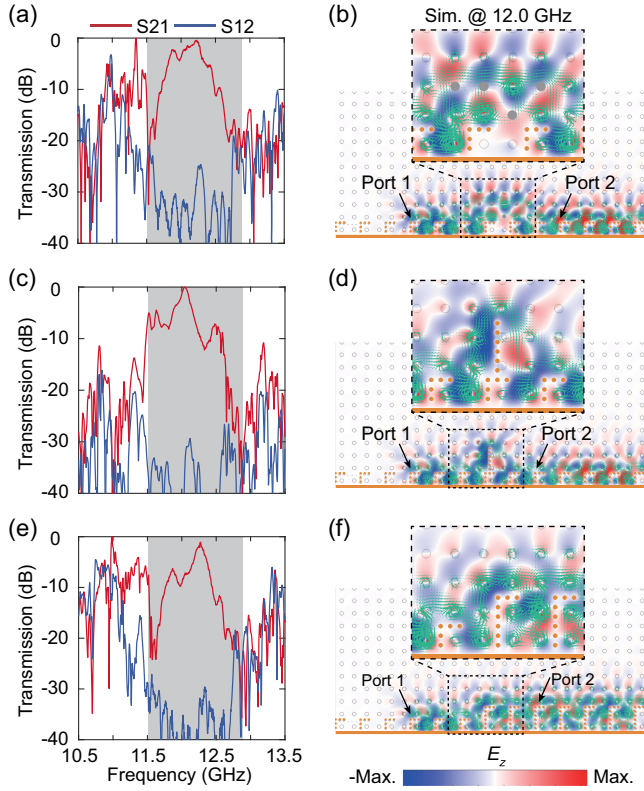 (a)
S21
S12
Transmission (dB)
0
-10
-20
-30
-40
(b)
Sim. @ 12.0 GHz
Port 1
Port 2
(c)
Transmission (dB)
0
-10
-20
-30
-40
(d)
Port 1
Port 2
(e)
Transmission (dB)
0
-10
-20
-30
-40
10.5
11.5
12.5
13.5
Frequency (GHz)
(f)
Port 1
Port 2
Ez
-Max.
Max.